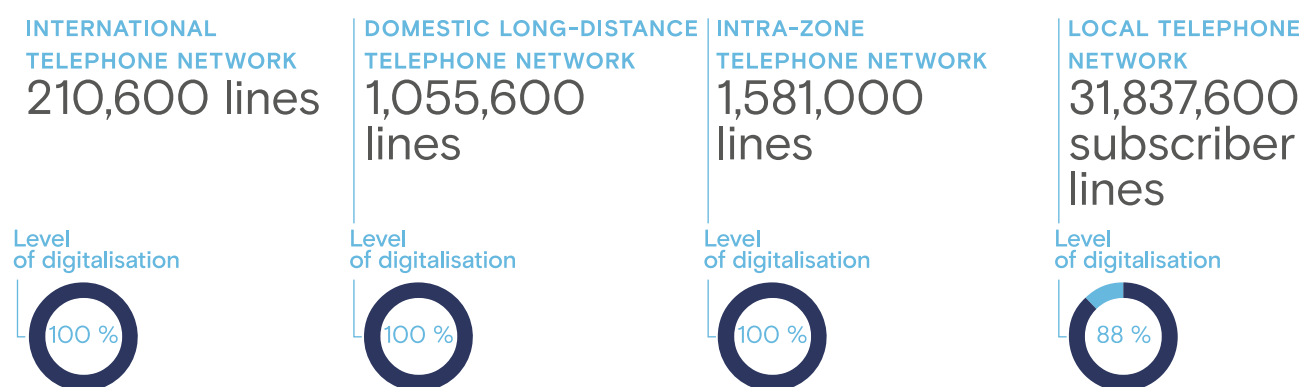 INTERNATIONAL
TELEPHONE NETWORK
210,600 lines
Level
of digitalisation
100 %
DOMESTIC LONG-DISTANCE
TELEPHONE NETWORK
1,055,600
lines
Level
of digitalisation
100 %
INTRA-ZONE
TELEPHONE NETWORK
1,581,000
lines
Level
of digitalisation
100 %
LOCAL TELEPHONE
NETWORK
31,837,600
subscriber
lines
Level
of digitalisation
88 %